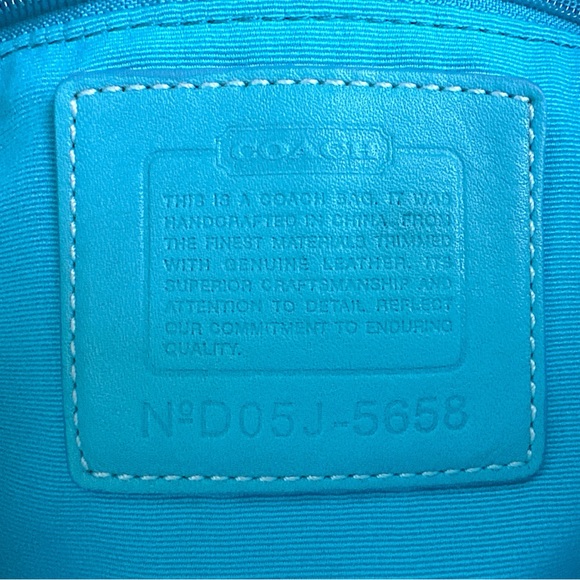 COACH
THIS IS A COACH BAG. IT WAS
HANDCRAFTED IN CHINA, FROM
THE FINEST MATERIALS TRIMMED
WITH GENUINE LEATHER. ITS
SUPERIOR CRAFTSMANSHIP AND
ATTENTION TO DETAIL REFLECT
OUR COMMITMENT TO ENDURING
QUALITY.
NºD05J-5658